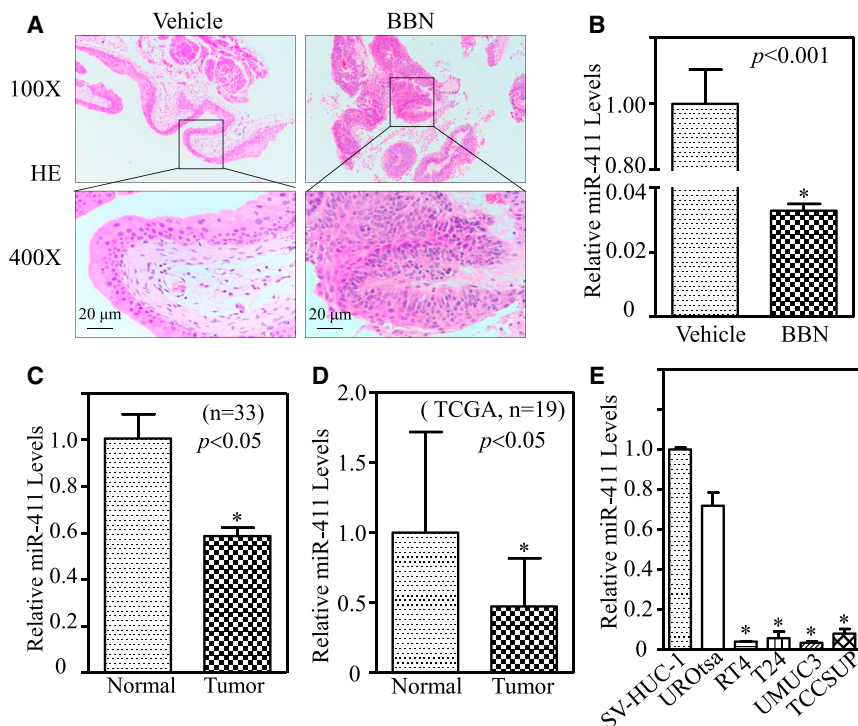 A
Vehicle
BBN
100X
HE
400X
20 μm
20 μm
B
Relative miR-411 Levels
p<0.001
1.00
0.80
0.04
0.02
0
*
Vehicle
BBN
C
Relative miR-411 Levels
(n=33)
p<0.05
1.0
0.8
0.6
0.4
0.2
0
*
Normal
Tumor
D
Relative miR-411 Levels
( TCGA, n=19)
p<0.05
2.0
1.5
1.0
0.5
0
*
Normal
Tumor
E
Relative miR-411 Levels
1.0
0.8
0.6
0.4
0.2
0
*
*
*
*
SV-HUC-1
UROtsa
RT4
T24
UMUC3
TCCSUP